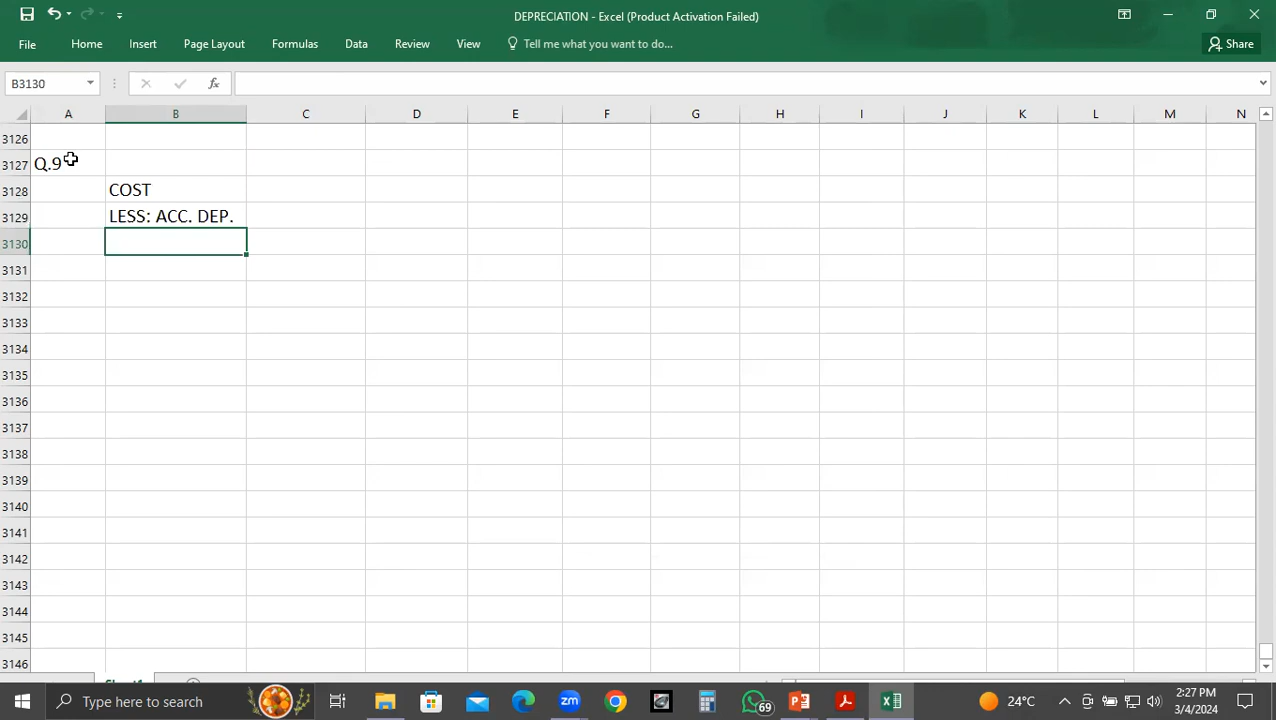 DEPRECIATION - Excel (Product Activation Failed)
File Home Insert Page Layout Formulas Data Review View Tell me what you want to do... Share
B3130 fx
A B C D E F G H I J K L M N
3126
3127 Q.9
3128 COST
3129 LESS: ACC. DEP.
3130
3131
3132
3133
3134
3135
3136
3137
3138
3139
3140
3141
3142
3143
3144
3145
3146
Type here to search
69
24°C
2:27 PM
3/4/2024